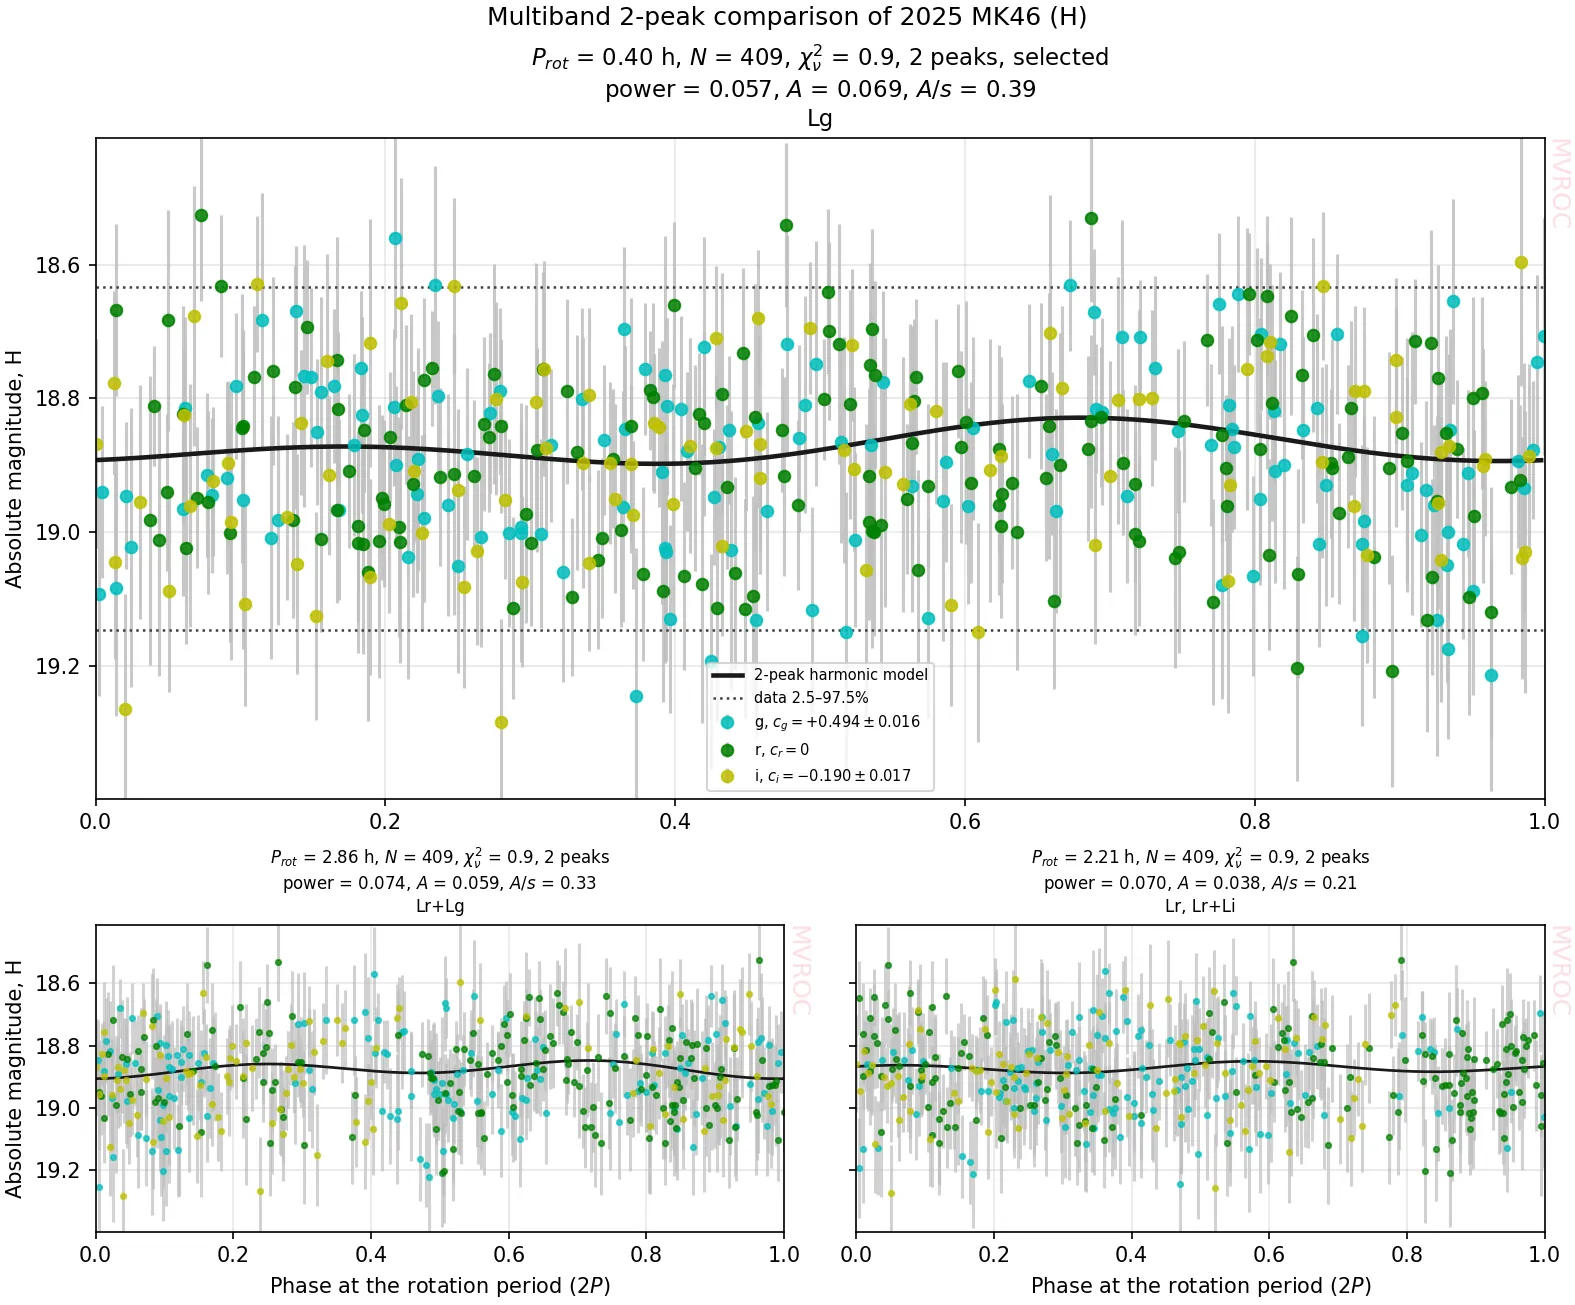 Multiband 2-peak comparison of 2025 MK46 (H)
P_rot = 0.40 h, N = 409, χ²_ν = 0.9, 2 peaks, selected
power = 0.057, A = 0.069, A/s = 0.39
Lg
MVROC
Absolute magnitude, H
18.6
18.8
19.0
19.2
2-peak harmonic model
data 2.5–97.5%
g, c_g = +0.494 ± 0.016
r, c_r = 0
i, c_i = −0.190 ± 0.017
0.0 0.2 0.4 0.6 0.8 1.0
P_rot = 2.86 h, N = 409, χ²_ν = 0.9, 2 peaks
power = 0.074, A = 0.059, A/s = 0.33
Lr+Lg
MVROC
Absolute magnitude, H
18.6
18.8
19.0
19.2
0.0 0.2 0.4 0.6 0.8 1.0
Phase at the rotation period (2P)
P_rot = 2.21 h, N = 409, χ²_ν = 0.9, 2 peaks
power = 0.070, A = 0.038, A/s = 0.21
Lr, Lr+Li
MVROC
0.0 0.2 0.4 0.6 0.8 1.0
Phase at the rotation period (2P)